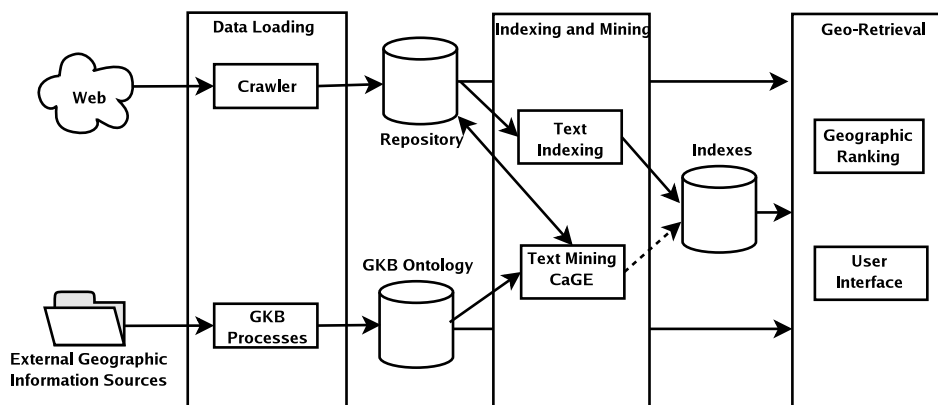 Data Loading
Indexing and Mining
Geo-Retrieval
Web
Crawler
Repository
Text
Indexing
Indexes
Geographic
Ranking
GKB Ontology
Text Mining
CaGE
User
Interface
GKB
Processes
External Geographic
Information Sources